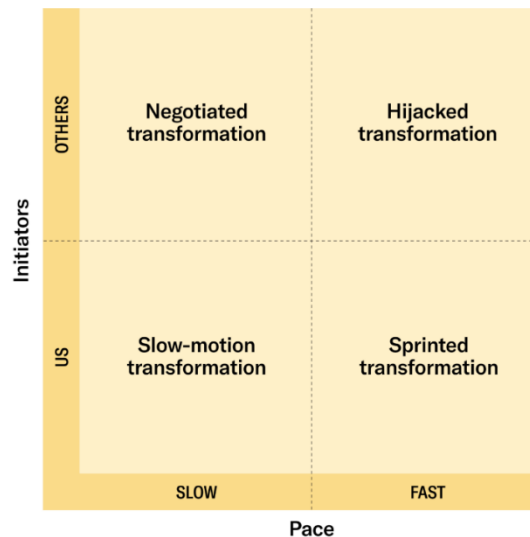 Initiators
OTHERS
Negotiated
transformation
Hijacked
transformation
US
Slow-motion
transformation
Sprinted
transformation
SLOW
FAST
Pace